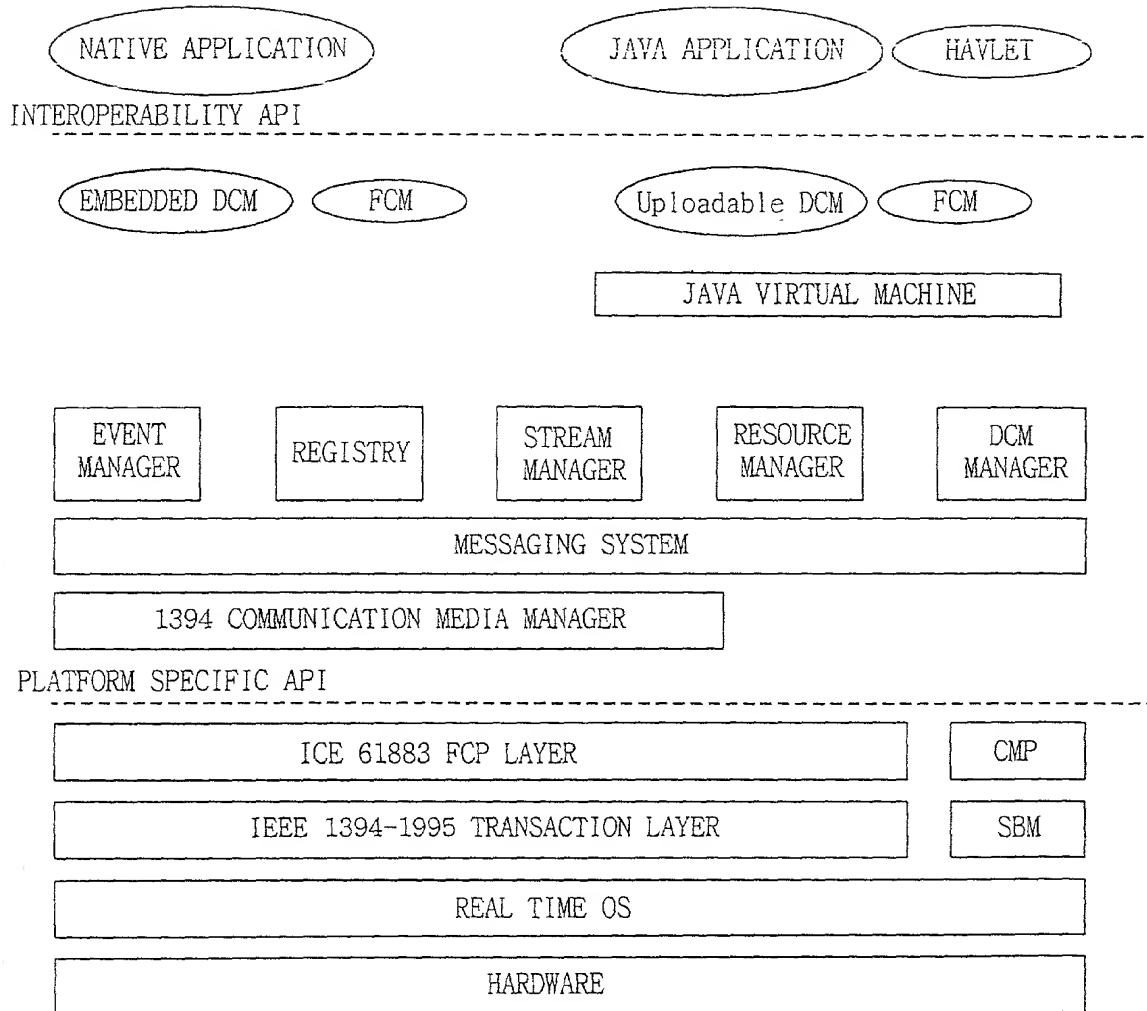 NATIVE APPLICATION
JAVA APPLICATION
HAVLET
INTEROPERABILITY API
EMBEDDED DCM
FCM
Uploadable DCM
FCM
JAVA VIRTUAL MACHINE
EVENT
MANAGER
REGISTRY
STREAM
MANAGER
RESOURCE
MANAGER
DCM
MANAGER
MESSAGING SYSTEM
1394 COMMUNICATION MEDIA MANAGER
PLATFORM SPECIFIC API
ICE 61883 FCP LAYER
CMP
IEEE 1394-1995 TRANSACTION LAYER
SBM
REAL TIME OS
HARDWARE